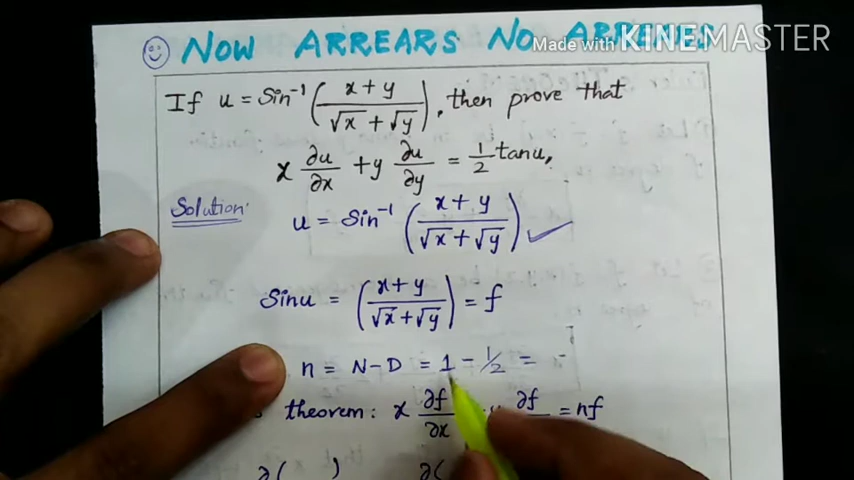 Now ARREARS No ARREARS
Made with KINEMASTER
If u = Sin⁻¹ ( x + y / √x + √y ), then prove that
x ∂u/∂x + y ∂u/∂y = 1/2 tanu.
Solution:
u = Sin⁻¹ ( x + y / √x + √y )
Sinu = ( x + y / √x + √y ) = f
n = N - D = 1 - 1/2 =
theorem: x ∂f/∂x ∂f = nf
∂( ) ∂(